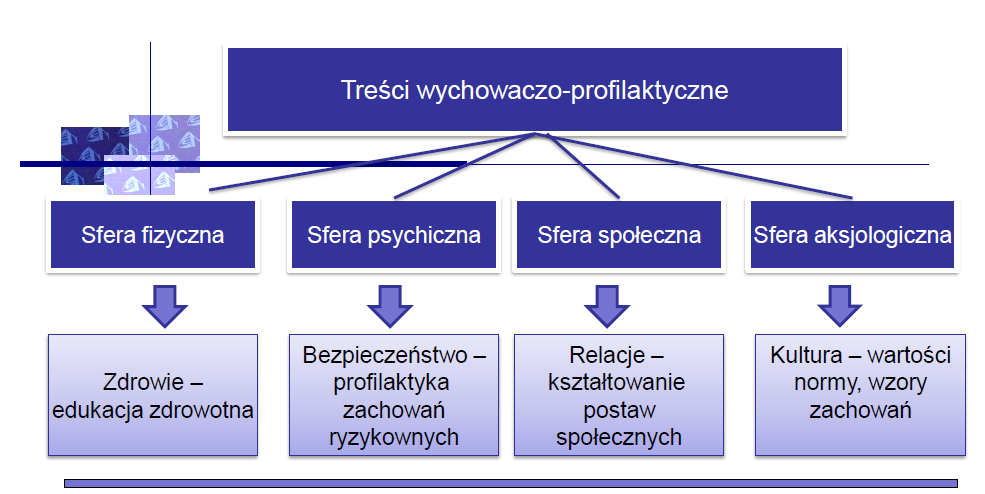 Treści wychowaczo-profilaktyczne
Sfera fizyczna
Sfera psychiczna
Sfera społeczna
Sfera aksjologiczna
Zdrowie –
edukacja zdrowotna
Bezpieczeństwo –
profilaktyka
zachowań
ryzykownych
Relacje –
kształtowanie
postaw
społecznych
Kultura – wartości
normy, wzory
zachowań